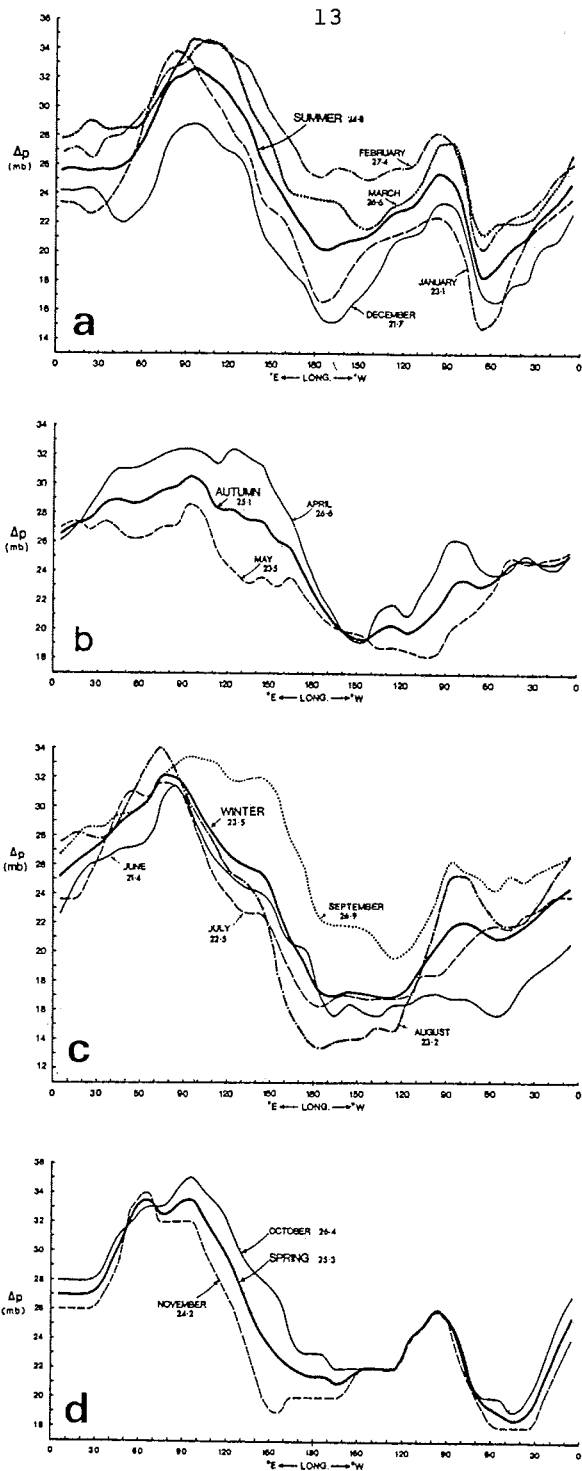 13
36
34
32
30
28
26
24
22
20
18
16
14
13
Δp
(mb)
SUMMER 24·8
FEBRUARY
27·4
MARCH
26·6
JANUARY
23·1
DECEMBER
21·7
a
0 30 60 90 120 150 180 150 120 90 60 30 0
°E ← LONG. → °W
34
32
30
28
26
24
22
20
18
Δp
(mb)
AUTUMN
25·1
APRIL
26·6
MAY
23·5
b
0 30 60 90 120 150 180 150 120 90 60 30 0
°E ← LONG. → °W
34
32
30
28
26
24
22
20
18
16
14
12
Δp
(mb)
WINTER
23·5
JUNE
21·4
JULY
22·5
SEPTEMBER
26·9
AUGUST
23·2
c
0 30 60 90 120 150 180 150 120 90 60 30 0
°E ← LONG. → °W
36
34
32
30
28
26
24
22
20
18
Δp
(mb)
OCTOBER 26·4
SPRING 25·3
NOVEMBER
24·2
d
0 30 60 90 120 150 180 150 120 90 60 30 0
°E ← LONG. → °W